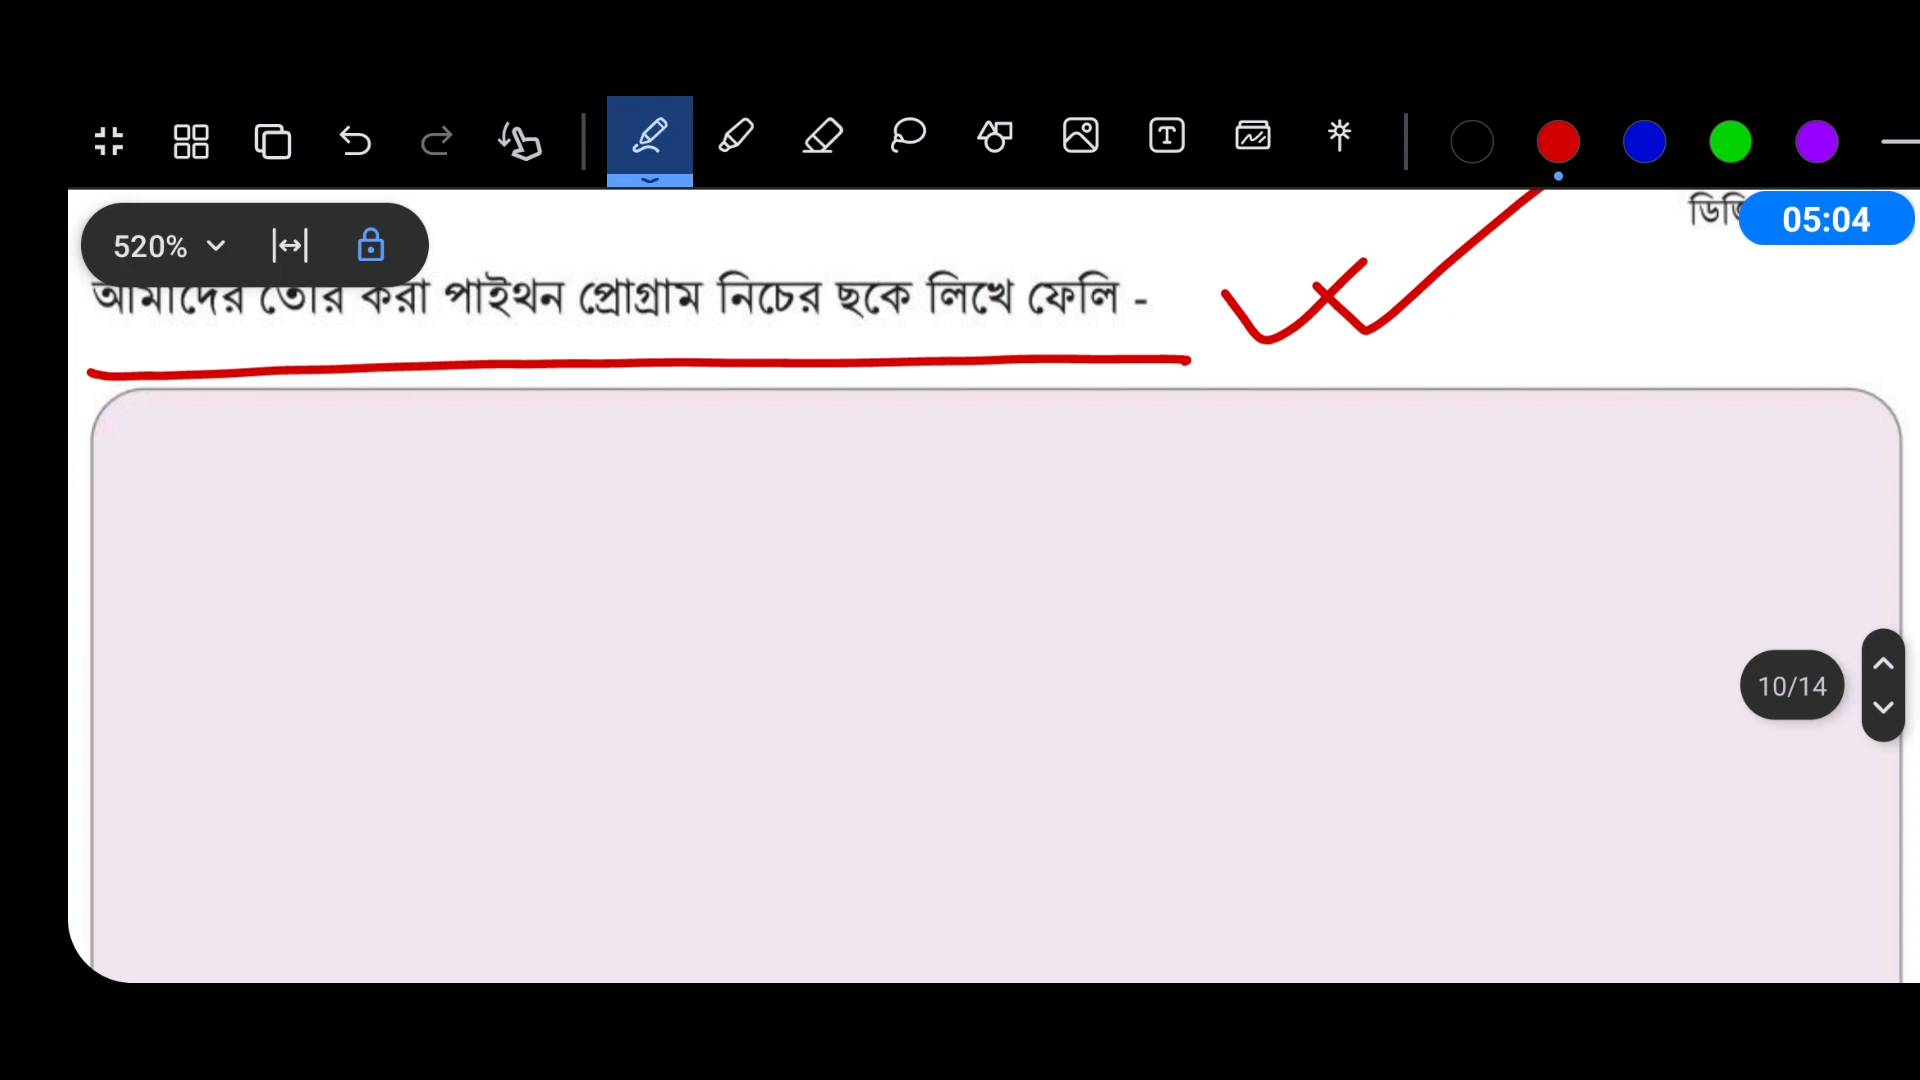 ডিজি
05:04
520%
আমাদের তৈরি করা পাইথন প্রোগ্রাম নিচের ছকে লিখে ফেলি -
10/14